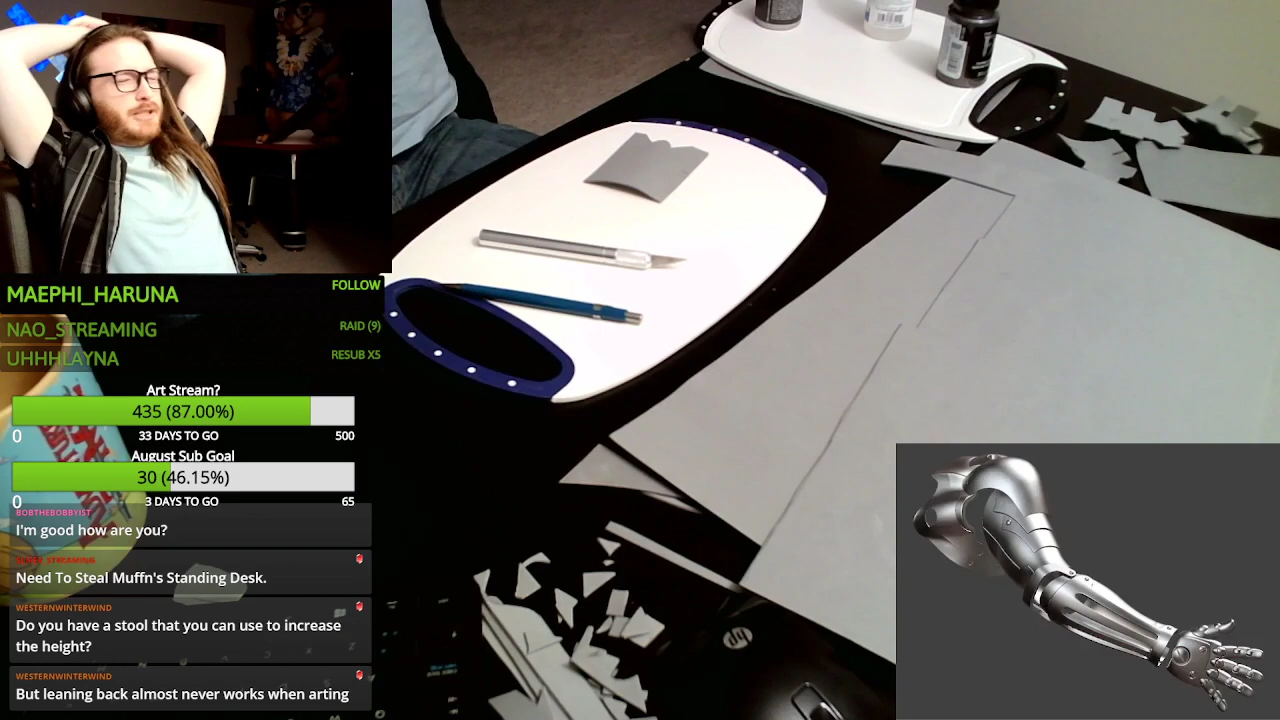 MAEPHI_HARUNA
FOLLOW
NAO_STREAMING
RAID (9)
UHHHLAYNA
RESUB X5
Art Stream?
435 (87.00%)
0
33 DAYS TO GO
500
August Sub Goal
30 (46.15%)
0
3 DAYS TO GO
65
BOBTHEBOBBYIST
I'm good how are you?
Need To Steal Muffn's Standing Desk.
WESTERNWINTERWIND
Do you have a stool that you can use to increase
the height?
WESTERNWINTERWIND
But leaning back almost never works when arting
hp